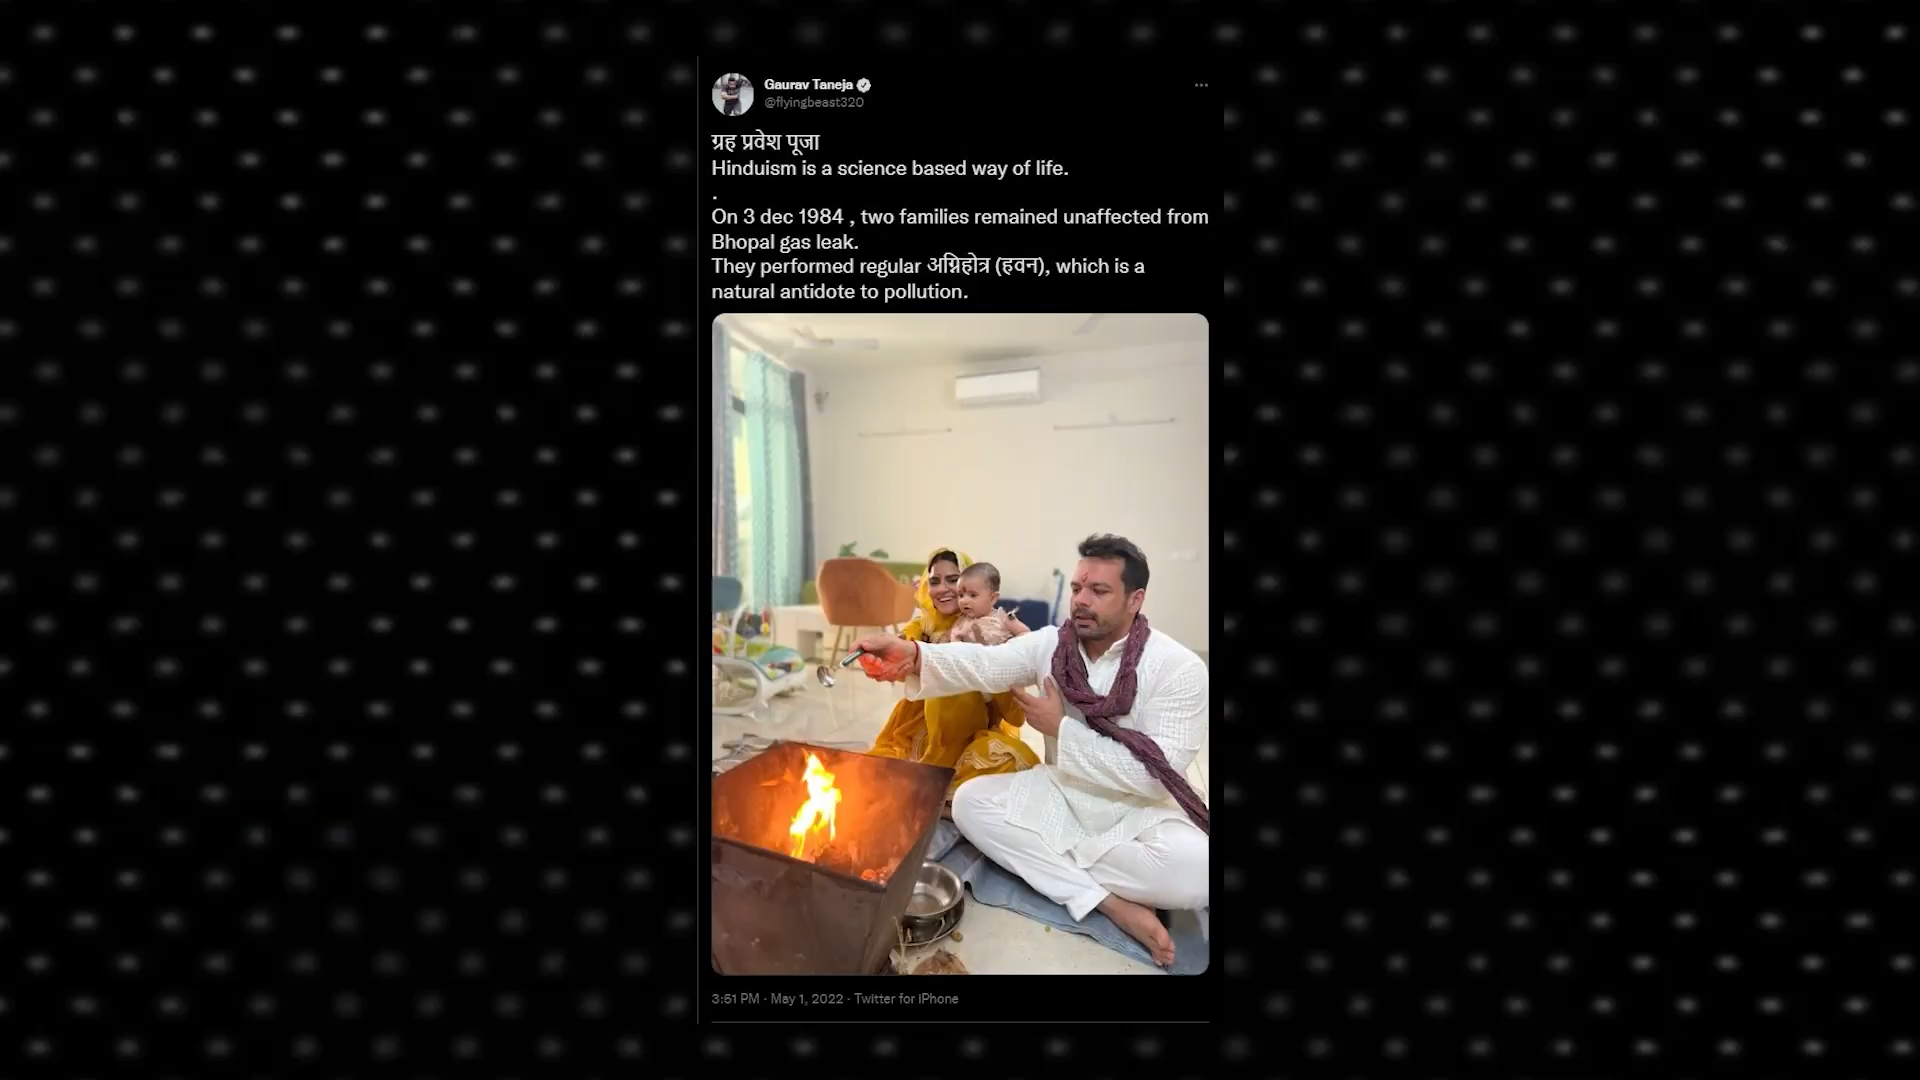 Gaurav Taneja
@flyingbeast320
ग्रह प्रवेश पूजा
Hinduism is a science based way of life.
.
On 3 dec 1984 , two families remained unaffected from
Bhopal gas leak.
They performed regular अग्निहोत्र (हवन), which is a
natural antidote to pollution.
3:51 PM · May 1, 2022 · Twitter for iPhone